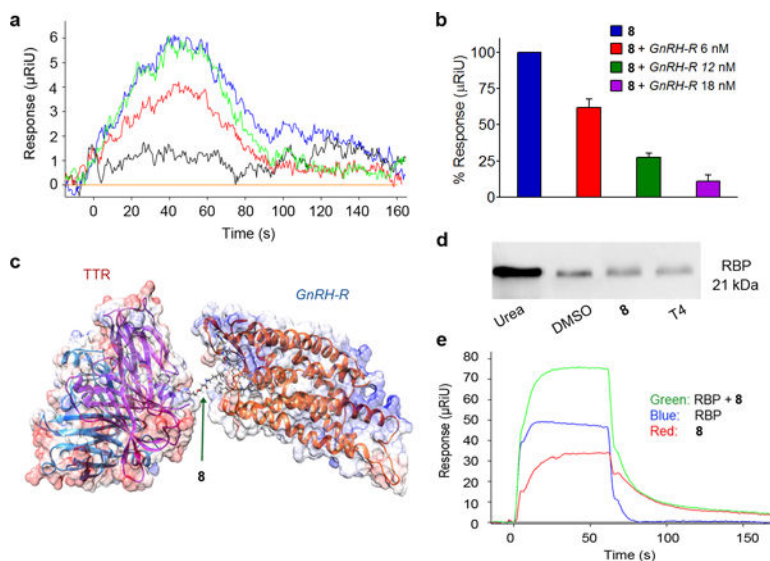 a
Response (µRiU)
6
5
4
3
2
1
0
0 20 40 60 80 100 120 140 160
Time (s)
b
% Response (µRiU)
100
75
50
25
0
8
8 + GnRH-R 6 nM
8 + GnRH-R 12 nM
8 + GnRH-R 18 nM
c
TTR
GnRH-R
8
d
RBP
21 kDa
Urea
DMSO
8
T4
e
Response (µRiU)
80
70
60
50
40
30
20
10
0
Green: RBP + 8
Blue: RBP
Red: 8
0 50 100 150
Time (s)